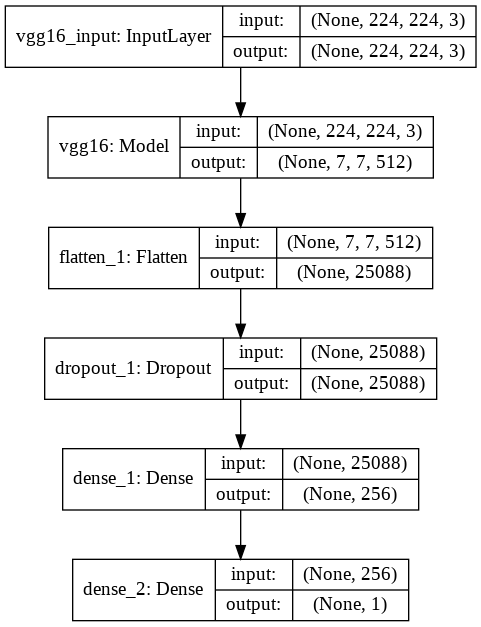 vgg16_input: InputLayer input: (None, 224, 224, 3)
output: (None, 224, 224, 3)
vgg16: Model input: (None, 224, 224, 3)
output: (None, 7, 7, 512)
flatten_1: Flatten input: (None, 7, 7, 512)
output: (None, 25088)
dropout_1: Dropout input: (None, 25088)
output: (None, 25088)
dense_1: Dense input: (None, 25088)
output: (None, 256)
dense_2: Dense input: (None, 256)
output: (None, 1)